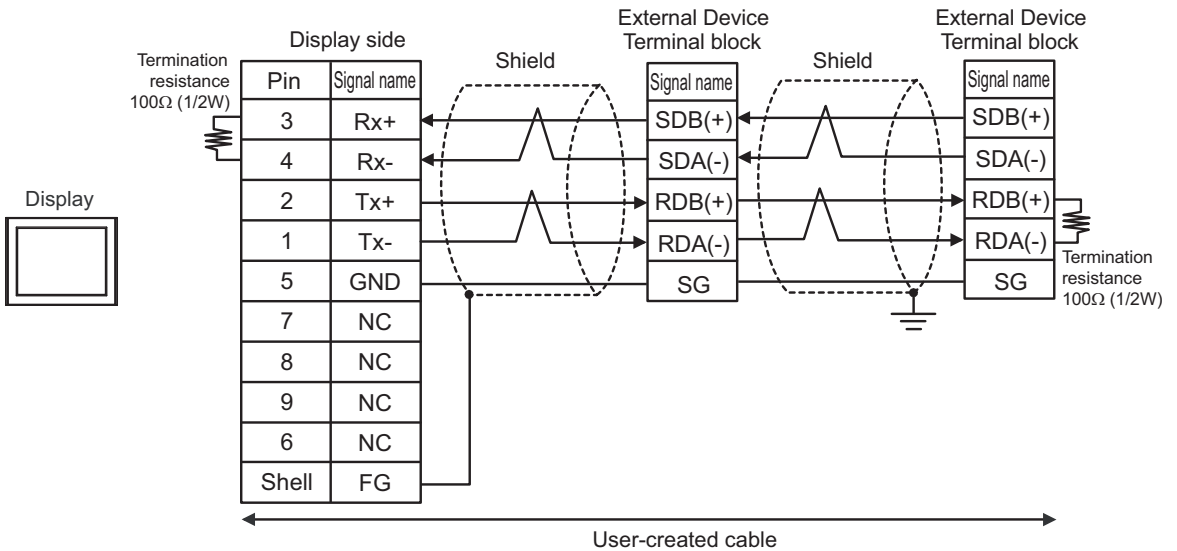 External Device
Terminal block
External Device
Terminal block
Display side
Shield
Shield
Termination
resistance
100Ω (1/2W)
Pin Signal name
Signal name
Signal name
3 Rx+ SDB(+) SDB(+)
4 Rx- SDA(-) SDA(-)
2 Tx+ RDB(+) RDB(+)
1 Tx- RDA(-) RDA(-)
5 GND SG SG
7 NC
8 NC
9 NC
6 NC
Shell FG
Display
Termination
resistance
100Ω (1/2W)
User-created cable